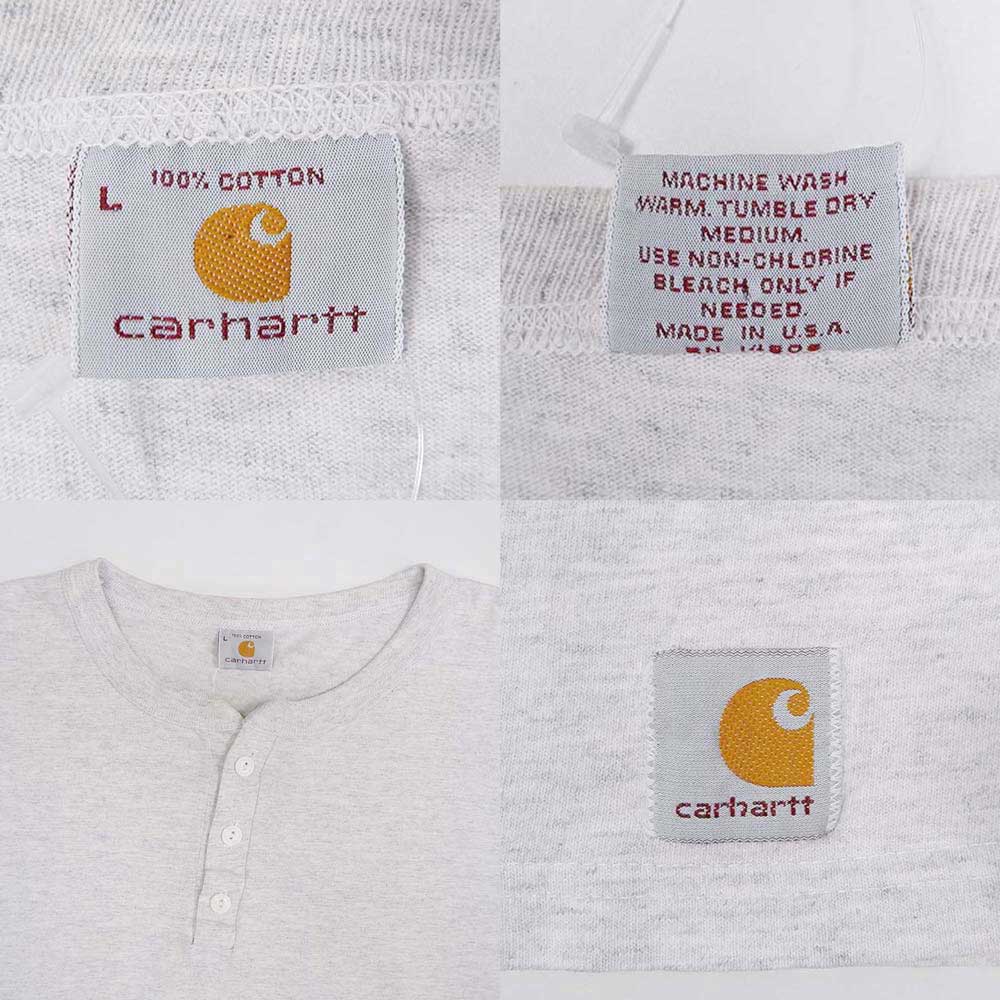 100% COTTON
L
carhartt
MACHINE WASH
WARM. TUMBLE DRY
MEDIUM.
USE NON-CHLORINE
BLEACH ONLY IF
NEEDED.
MADE IN U.S.A.
100% COTTON
L
carhartt
carhartt